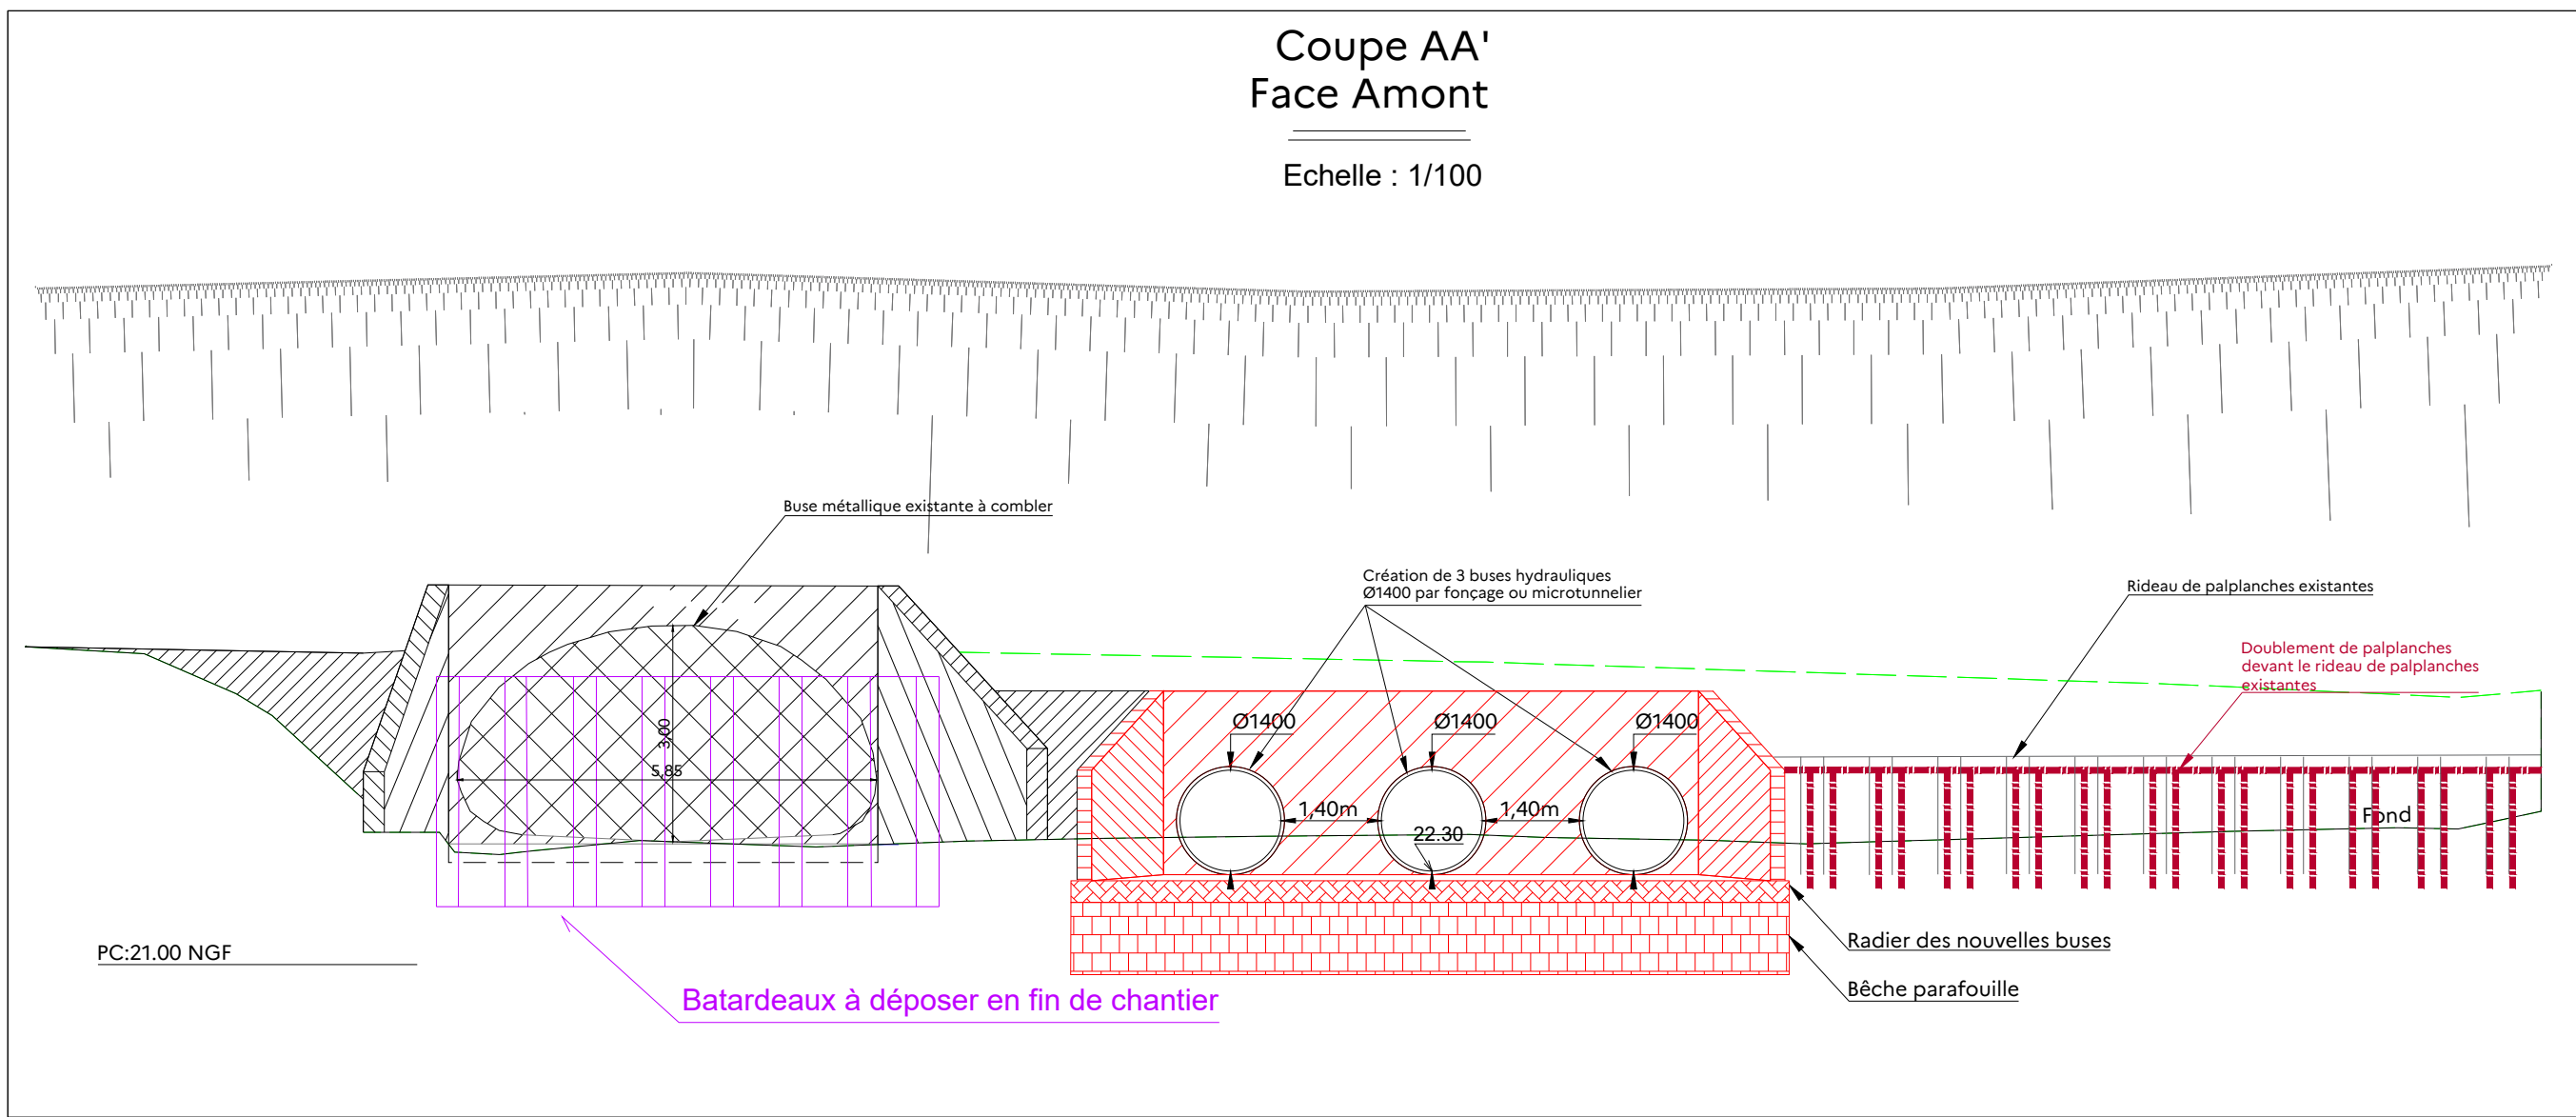 Coupe AA'
Face Amont
Echelle : 1/100
Buse métallique existante à combler
Création de 3 buses hydrauliques
Ø1400 par fonçage ou microtunnelier
Rideau de palplanches existantes
Doublement de palplanches
devant le rideau de palplanches
existantes
Ø1400
Ø1400
Ø1400
3,00
5,85
1,40m
1,40m
22.30
Fond
Radier des nouvelles buses
PC:21.00 NGF
Bêche parafouille
Batardeaux à déposer en fin de chantier